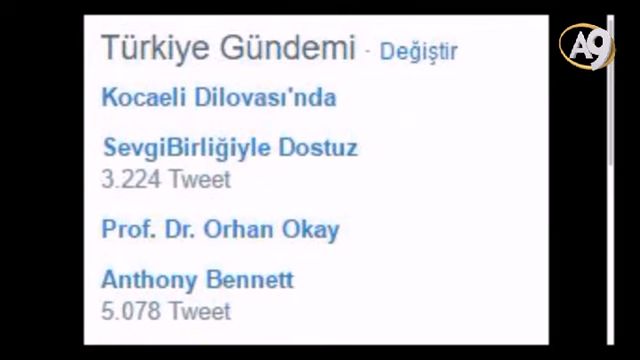 A9
Türkiye Gündemi · Değiştir
Kocaeli Dilovası'nda
SevgiBirliğiyle Dostuz
3.224 Tweet
Prof. Dr. Orhan Okay
Anthony Bennett
5.078 Tweet